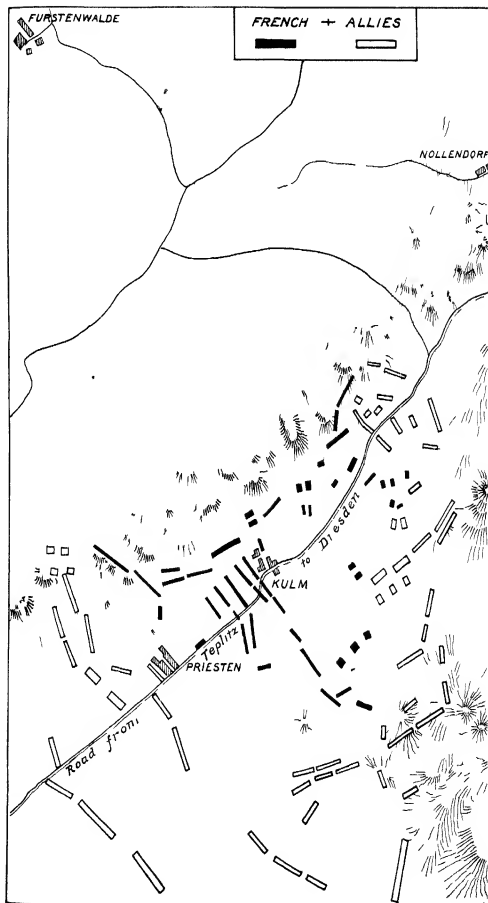 FURSTENWALDE
FRENCH + ALLIES
NOLLENDORF
KULM
PRIESTEN
Road from Teplitz to Dresden